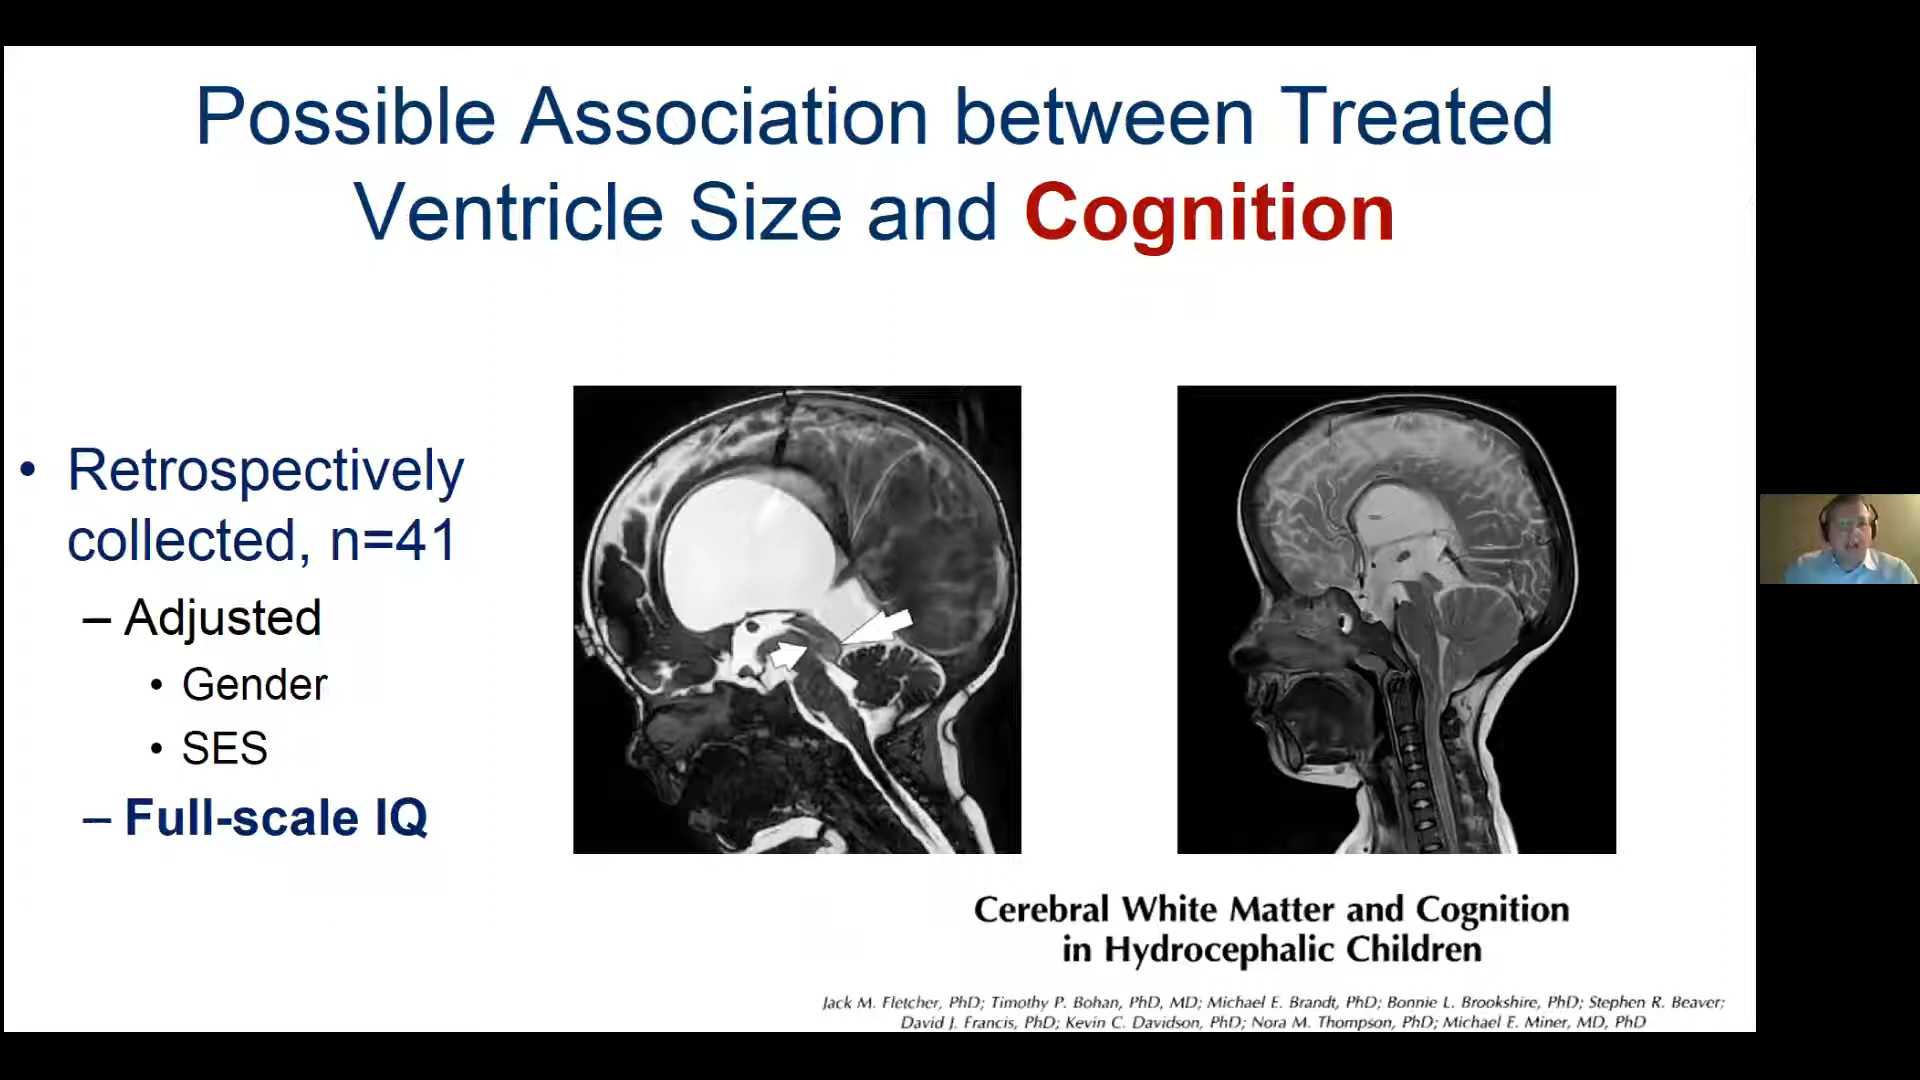 Possible Association between Treated
Ventricle Size and Cognition
• Retrospectively
collected, n=41
– Adjusted
• Gender
• SES
– Full-scale IQ
Cerebral White Matter and Cognition
in Hydrocephalic Children
Jack M. Fletcher, PhD; Timothy P. Bohan, PhD, MD; Michael E. Brandt, PhD; Bonnie L. Brookshire, PhD; Stephen R. Beaver;
David J. Francis, PhD; Kevin C. Davidson, PhD; Nora M. Thompson, PhD; Michael E. Miner, MD, PhD